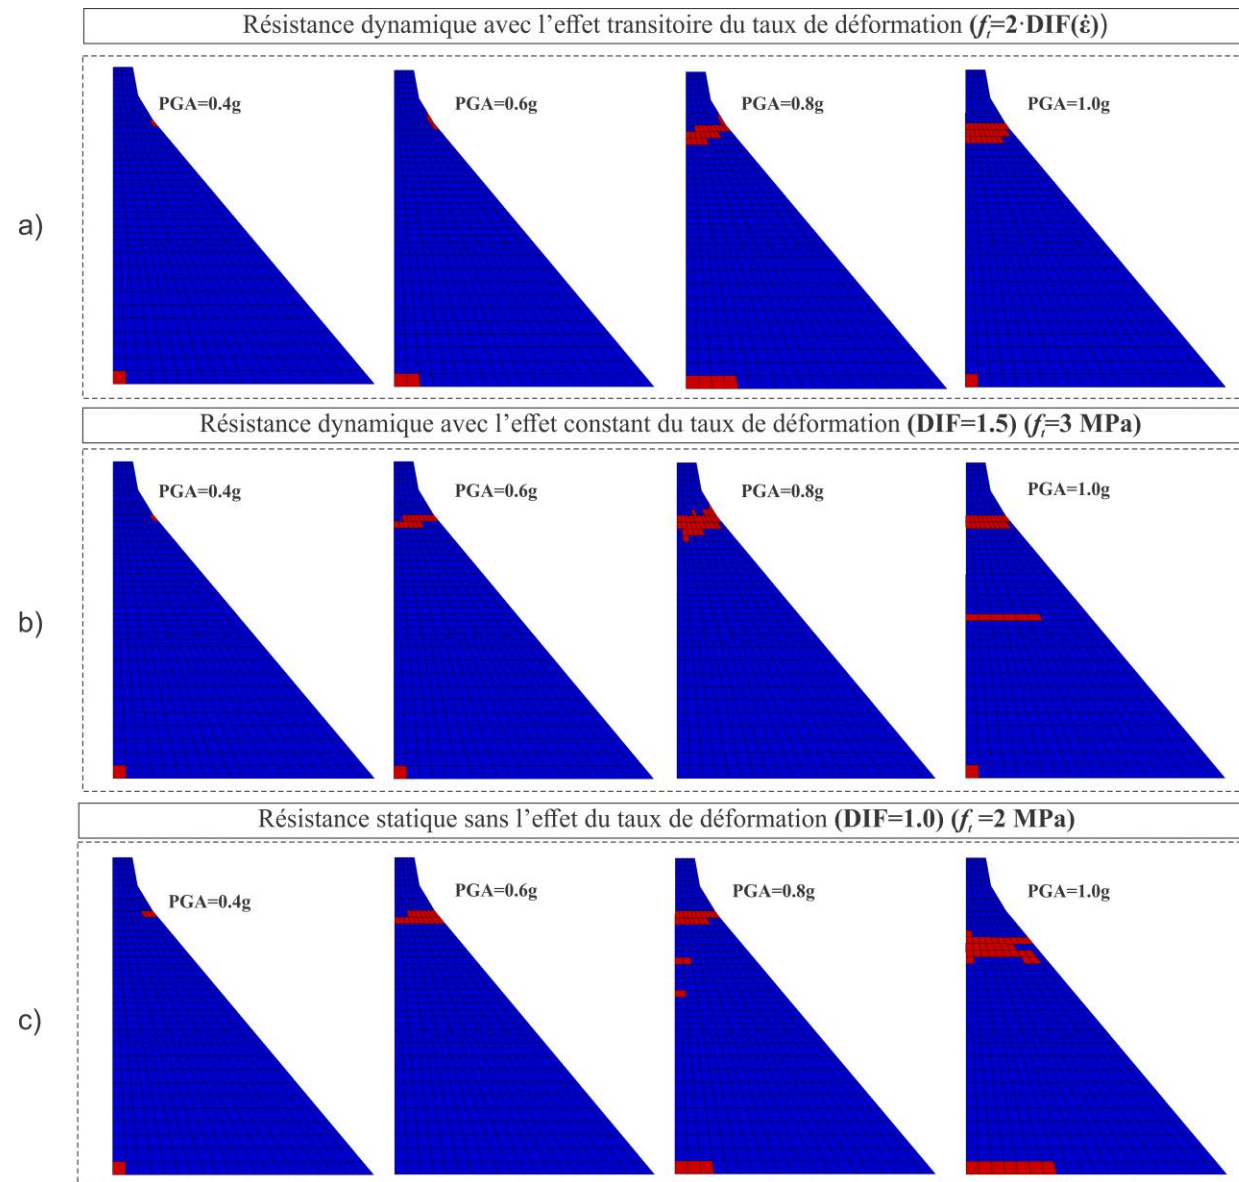 Résistance dynamique avec l’effet transitoire du taux de déformation (fₜ=2·DIF(ε̇))
PGA=0.4g
PGA=0.6g
PGA=0.8g
PGA=1.0g
a)
Résistance dynamique avec l’effet constant du taux de déformation (DIF=1.5) (fₜ=3 MPa)
PGA=0.4g
PGA=0.6g
PGA=0.8g
PGA=1.0g
b)
Résistance statique sans l’effet du taux de déformation (DIF=1.0) (fₜ =2 MPa)
PGA=0.4g
PGA=0.6g
PGA=0.8g
PGA=1.0g
c)